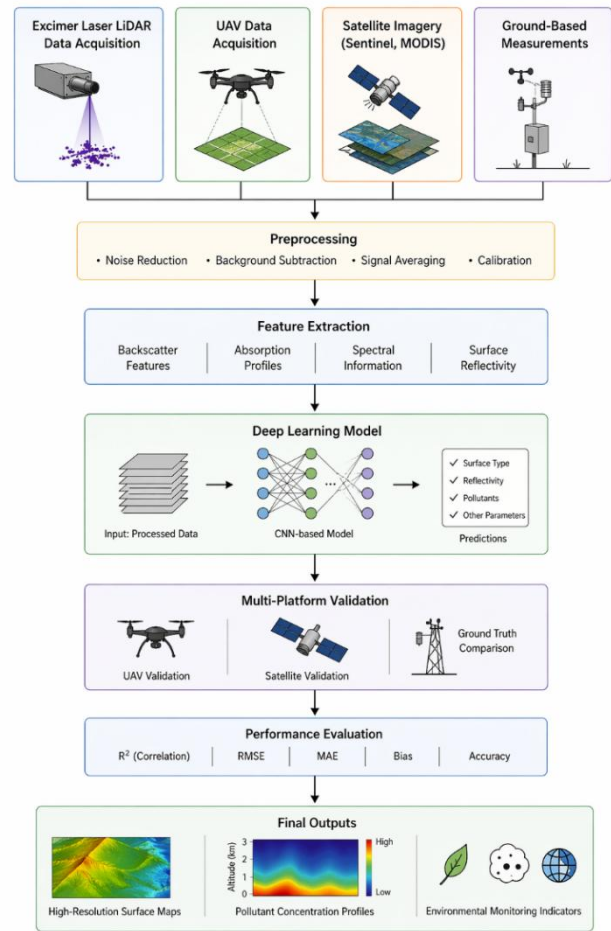 Excimer Laser LiDAR
Data Acquisition
UAV Data
Acquisition
Satellite Imagery
(Sentinel, MODIS)
Ground-Based
Measurements
Preprocessing
• Noise Reduction • Background Subtraction • Signal Averaging • Calibration
Feature Extraction
Backscatter
Features
Absorption
Profiles
Spectral
Information
Surface
Reflectivity
Deep Learning Model
✓ Surface Type
✓ Reflectivity
✓ Pollutants
✓ Other Parameters
Input: Processed Data
CNN-based Model
Predictions
Multi-Platform Validation
UAV Validation
Satellite Validation
Ground Truth
Comparison
Performance Evaluation
R² (Correlation) RMSE MAE Bias Accuracy
Final Outputs
High-Resolution Surface Maps
Altitude (km)
3
2
1
0
High
Low
Pollutant Concentration Profiles
Environmental Monitoring Indicators